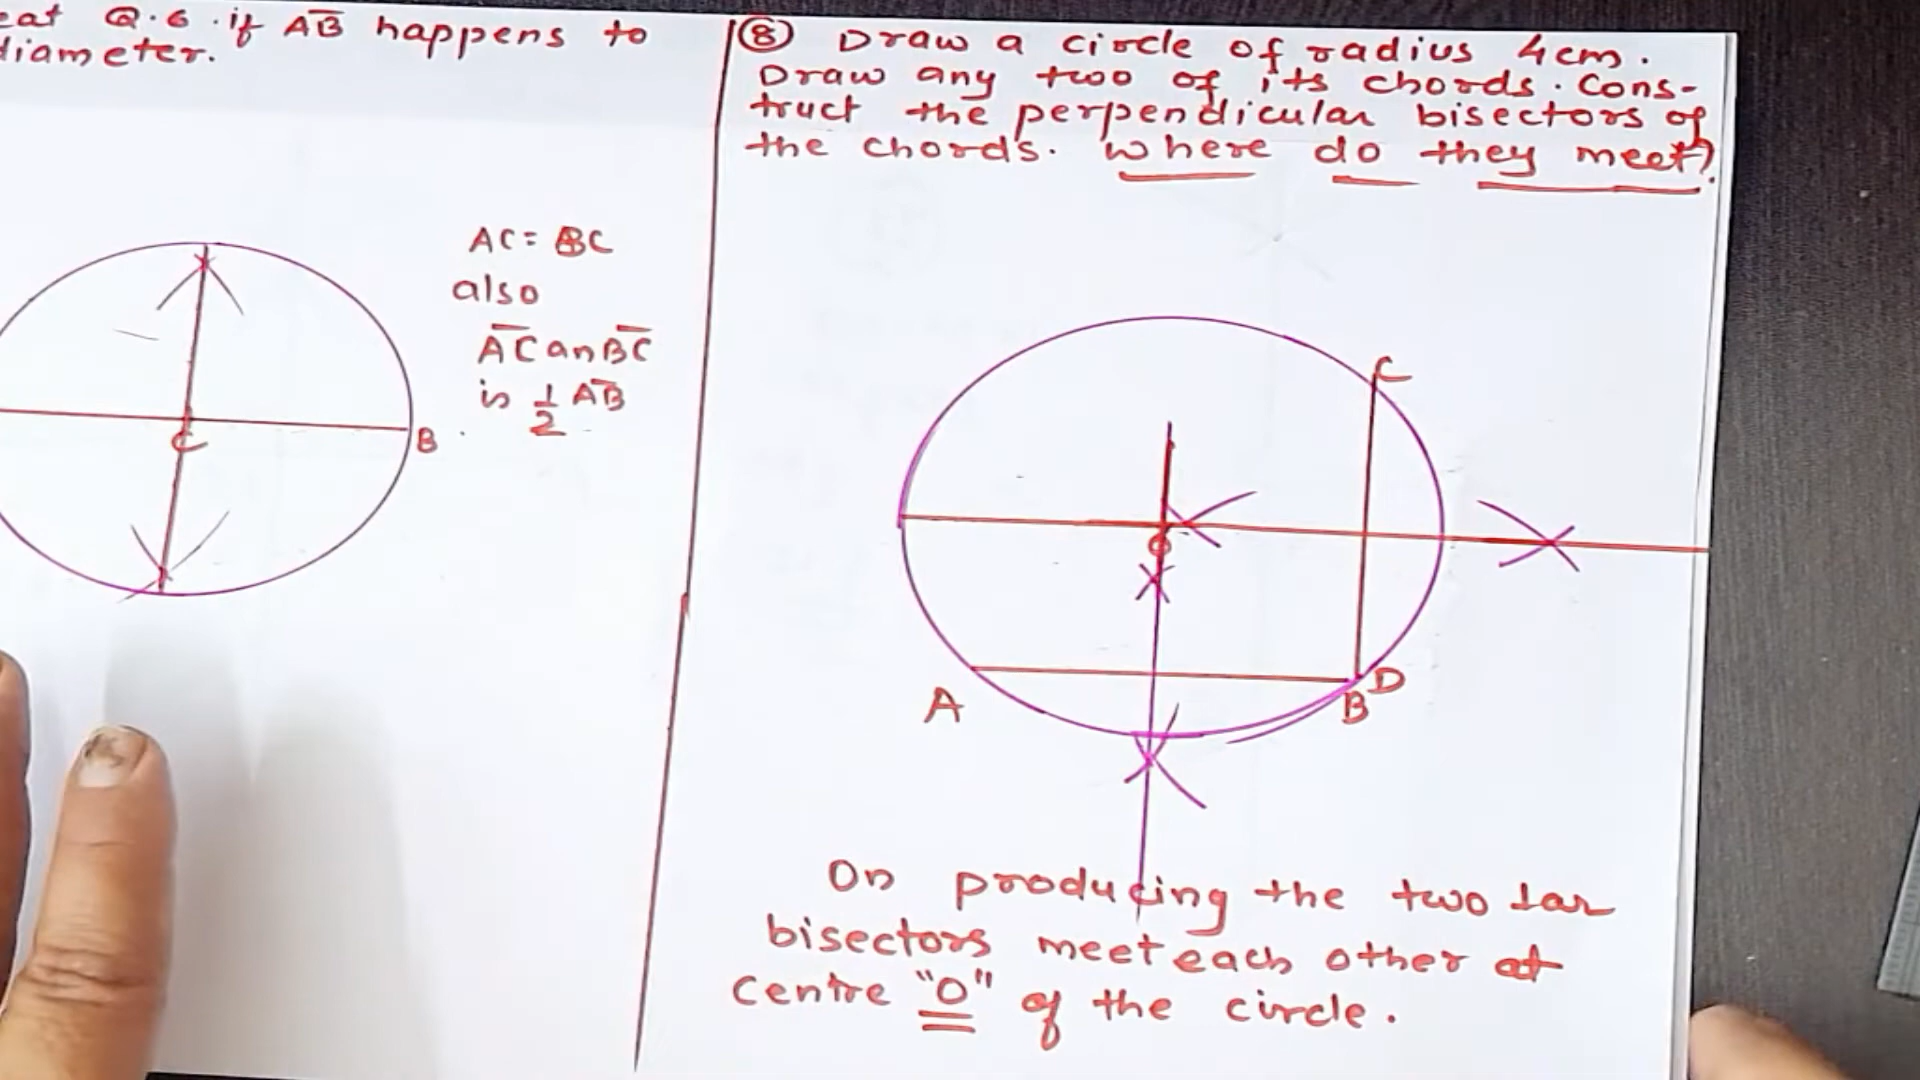 eat Q.6. if AB happens to
diameter.
AC = BC
also
AC an BC
is 1/2 AB
C
B
⑧ Draw a circle of radius 4cm.
Draw any two of its chords. Cons-
truct the perpendicular bisectors of
the chords. Where do they meet?
C
O
A
B
D
On producing the two ⊥ar
bisectors meet each other at
centre "O" of the circle.